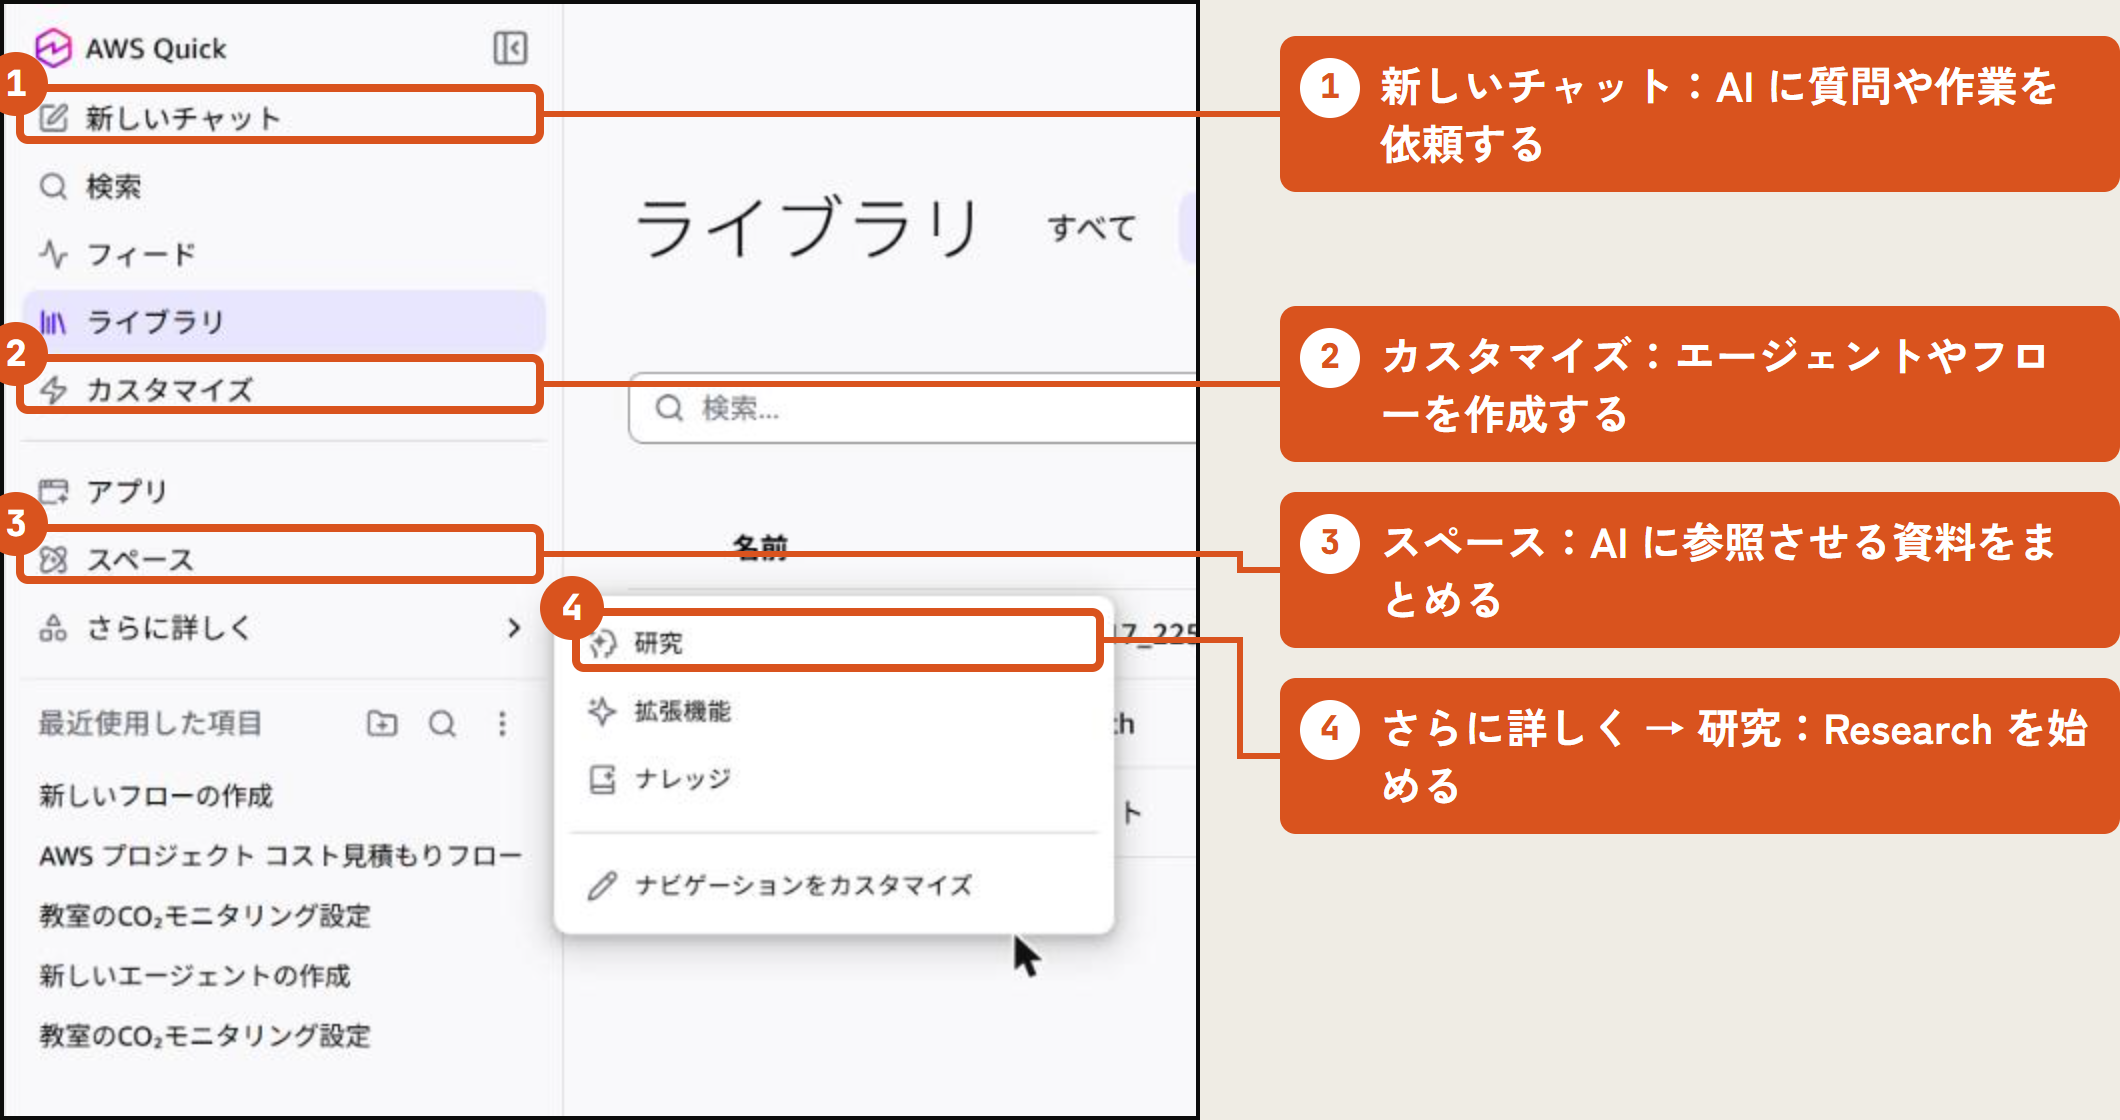 AWS Quick
1
新しいチャット
検索
フィード
ライブラリ
2
カスタマイズ
アプリ
3
スペース
さらに詳しく
最近使用した項目
新しいフローの作成
AWS プロジェクト コスト見積もりフロー
教室のCO₂モニタリング設定
新しいエージェントの作成
教室のCO₂モニタリング設定
ライブラリ すべて
検索...
名前
4
研究
拡張機能
ナレッジ
ナビゲーションをカスタマイズ
17_225
ト
1 新しいチャット：AI に質問や作業を
依頼する
2 カスタマイズ：エージェントやフロ
ーを作成する
3 スペース：AI に参照させる資料をま
とめる
4 さらに詳しく → 研究：Research を始
める